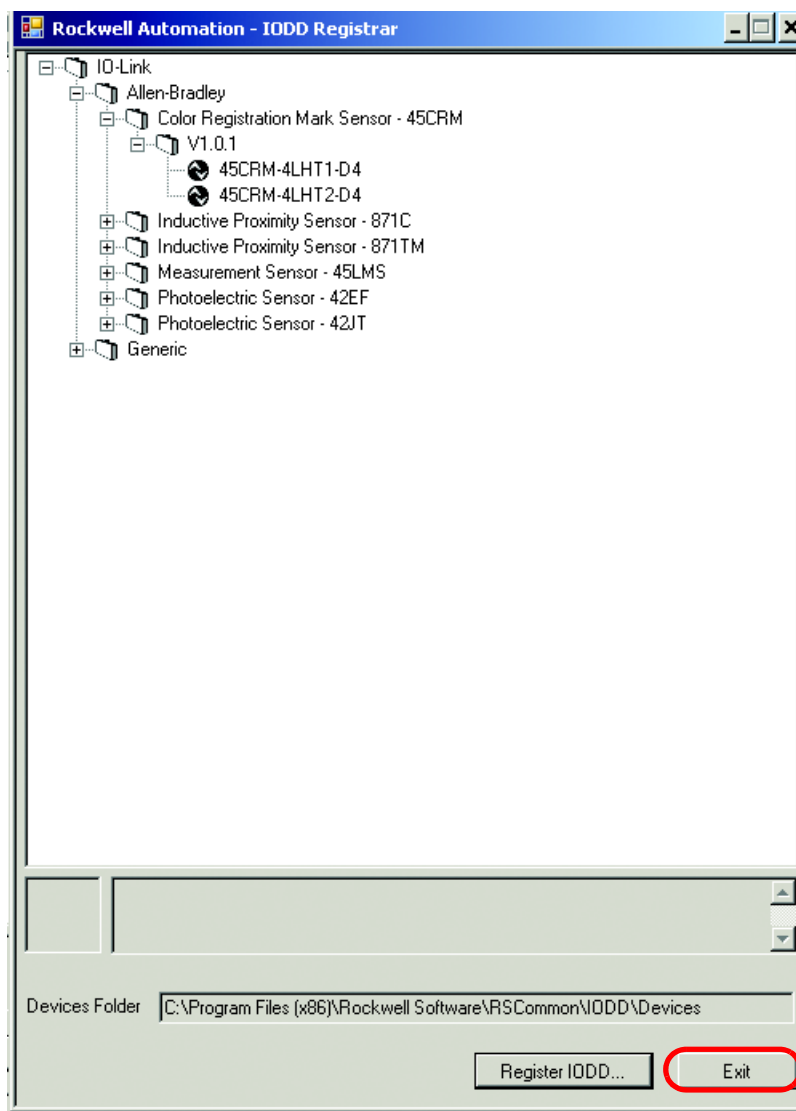 Rockwell Automation - IODD Registrar
IO-Link
Allen-Bradley
Color Registration Mark Sensor - 45CRM
V1.0.1
45CRM-4LHT1-D4
45CRM-4LHT2-D4
Inductive Proximity Sensor - 871C
Inductive Proximity Sensor - 871TM
Measurement Sensor - 45LMS
Photoelectric Sensor - 42EF
Photoelectric Sensor - 42JT
Generic
Devices Folder C:\Program Files (x86)\Rockwell Software\RSCommon\IODD\Devices
Register IODD... Exit